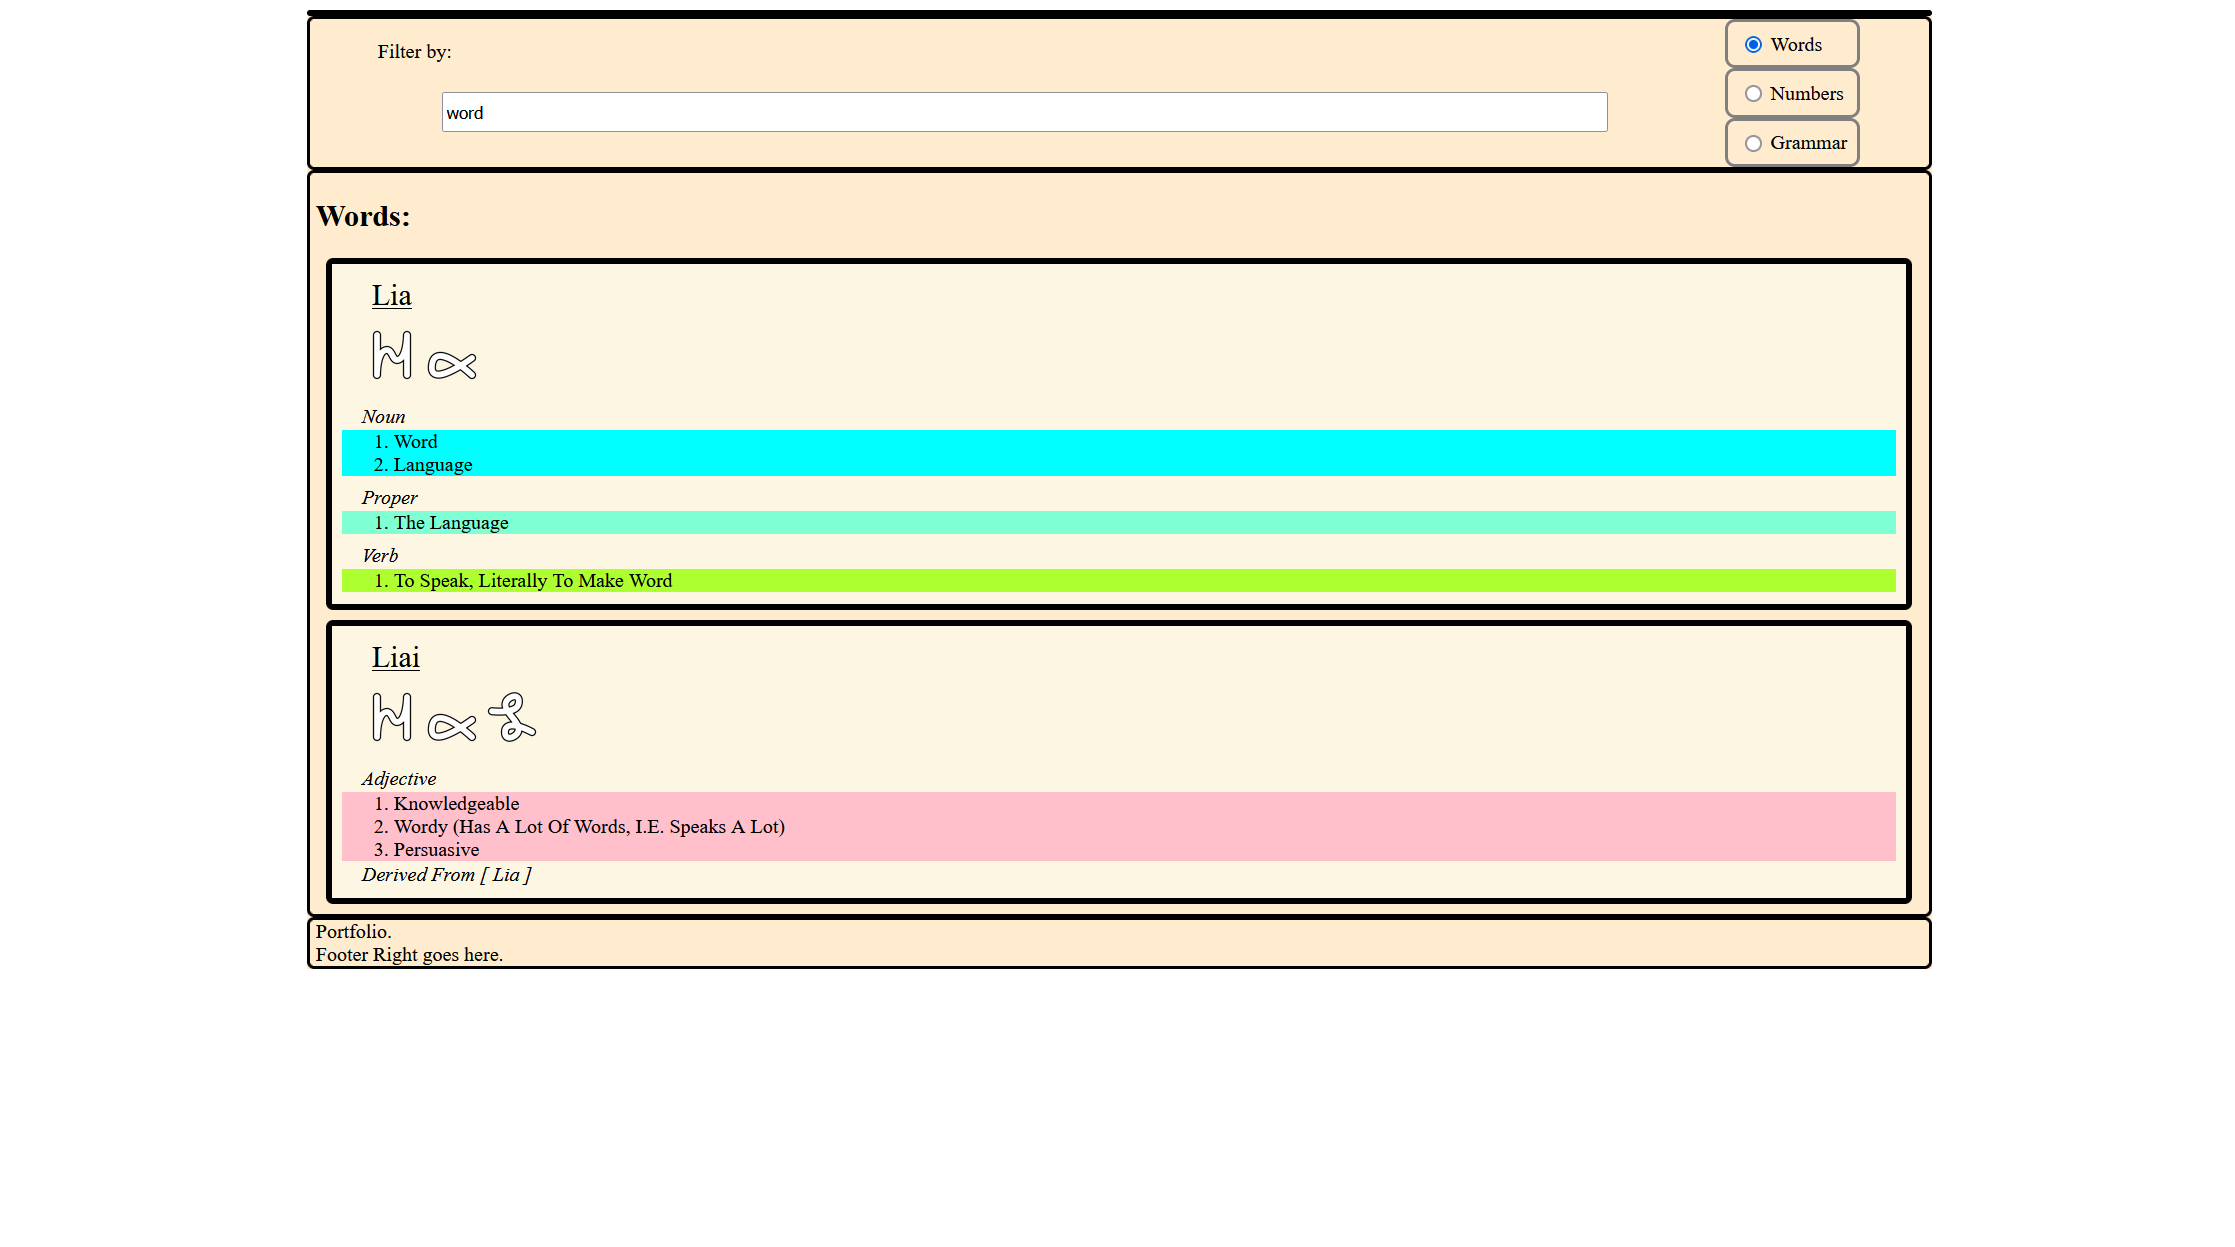 Filter by:
word
Words
Numbers
Grammar
Words:
Lia
Noun
1. Word
2. Language
Proper
1. The Language
Verb
1. To Speak, Literally To Make Word
Liai
Adjective
1. Knowledgeable
2. Wordy (Has A Lot Of Words, I.E. Speaks A Lot)
3. Persuasive
Derived From [ Lia ]
Portfolio.
Footer Right goes here.